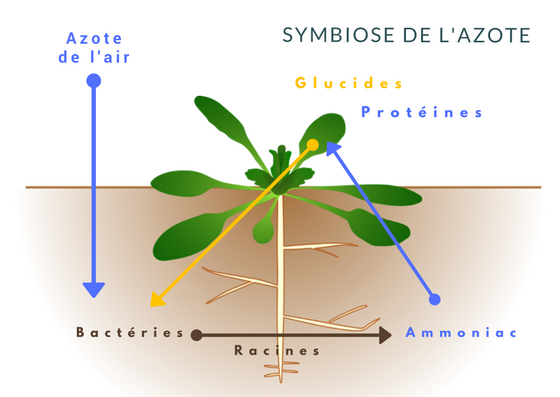 SYMBIOSE DE L'AZOTE
Azote
de l'air
Glucides
Protéines
Bactéries
Ammoniac
Racines